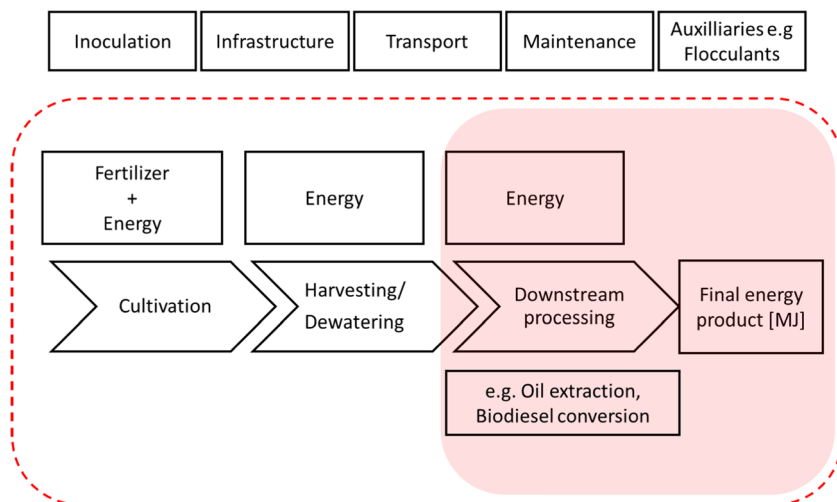 Inoculation
Infrastructure
Transport
Maintenance
Auxilliaries e.g
Flocculants
Fertilizer
+
Energy
Energy
Energy
Cultivation
Harvesting/
Dewatering
Downstream
processing
Final energy
product [MJ]
e.g. Oil extraction,
Biodiesel conversion